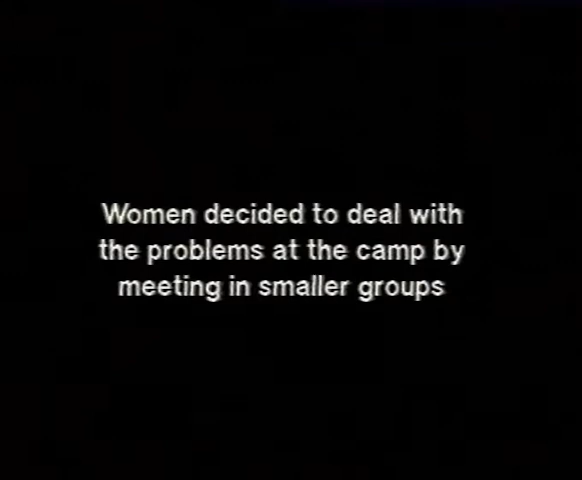 Women decided to deal with
the problems at the camp by
meeting in smaller groups